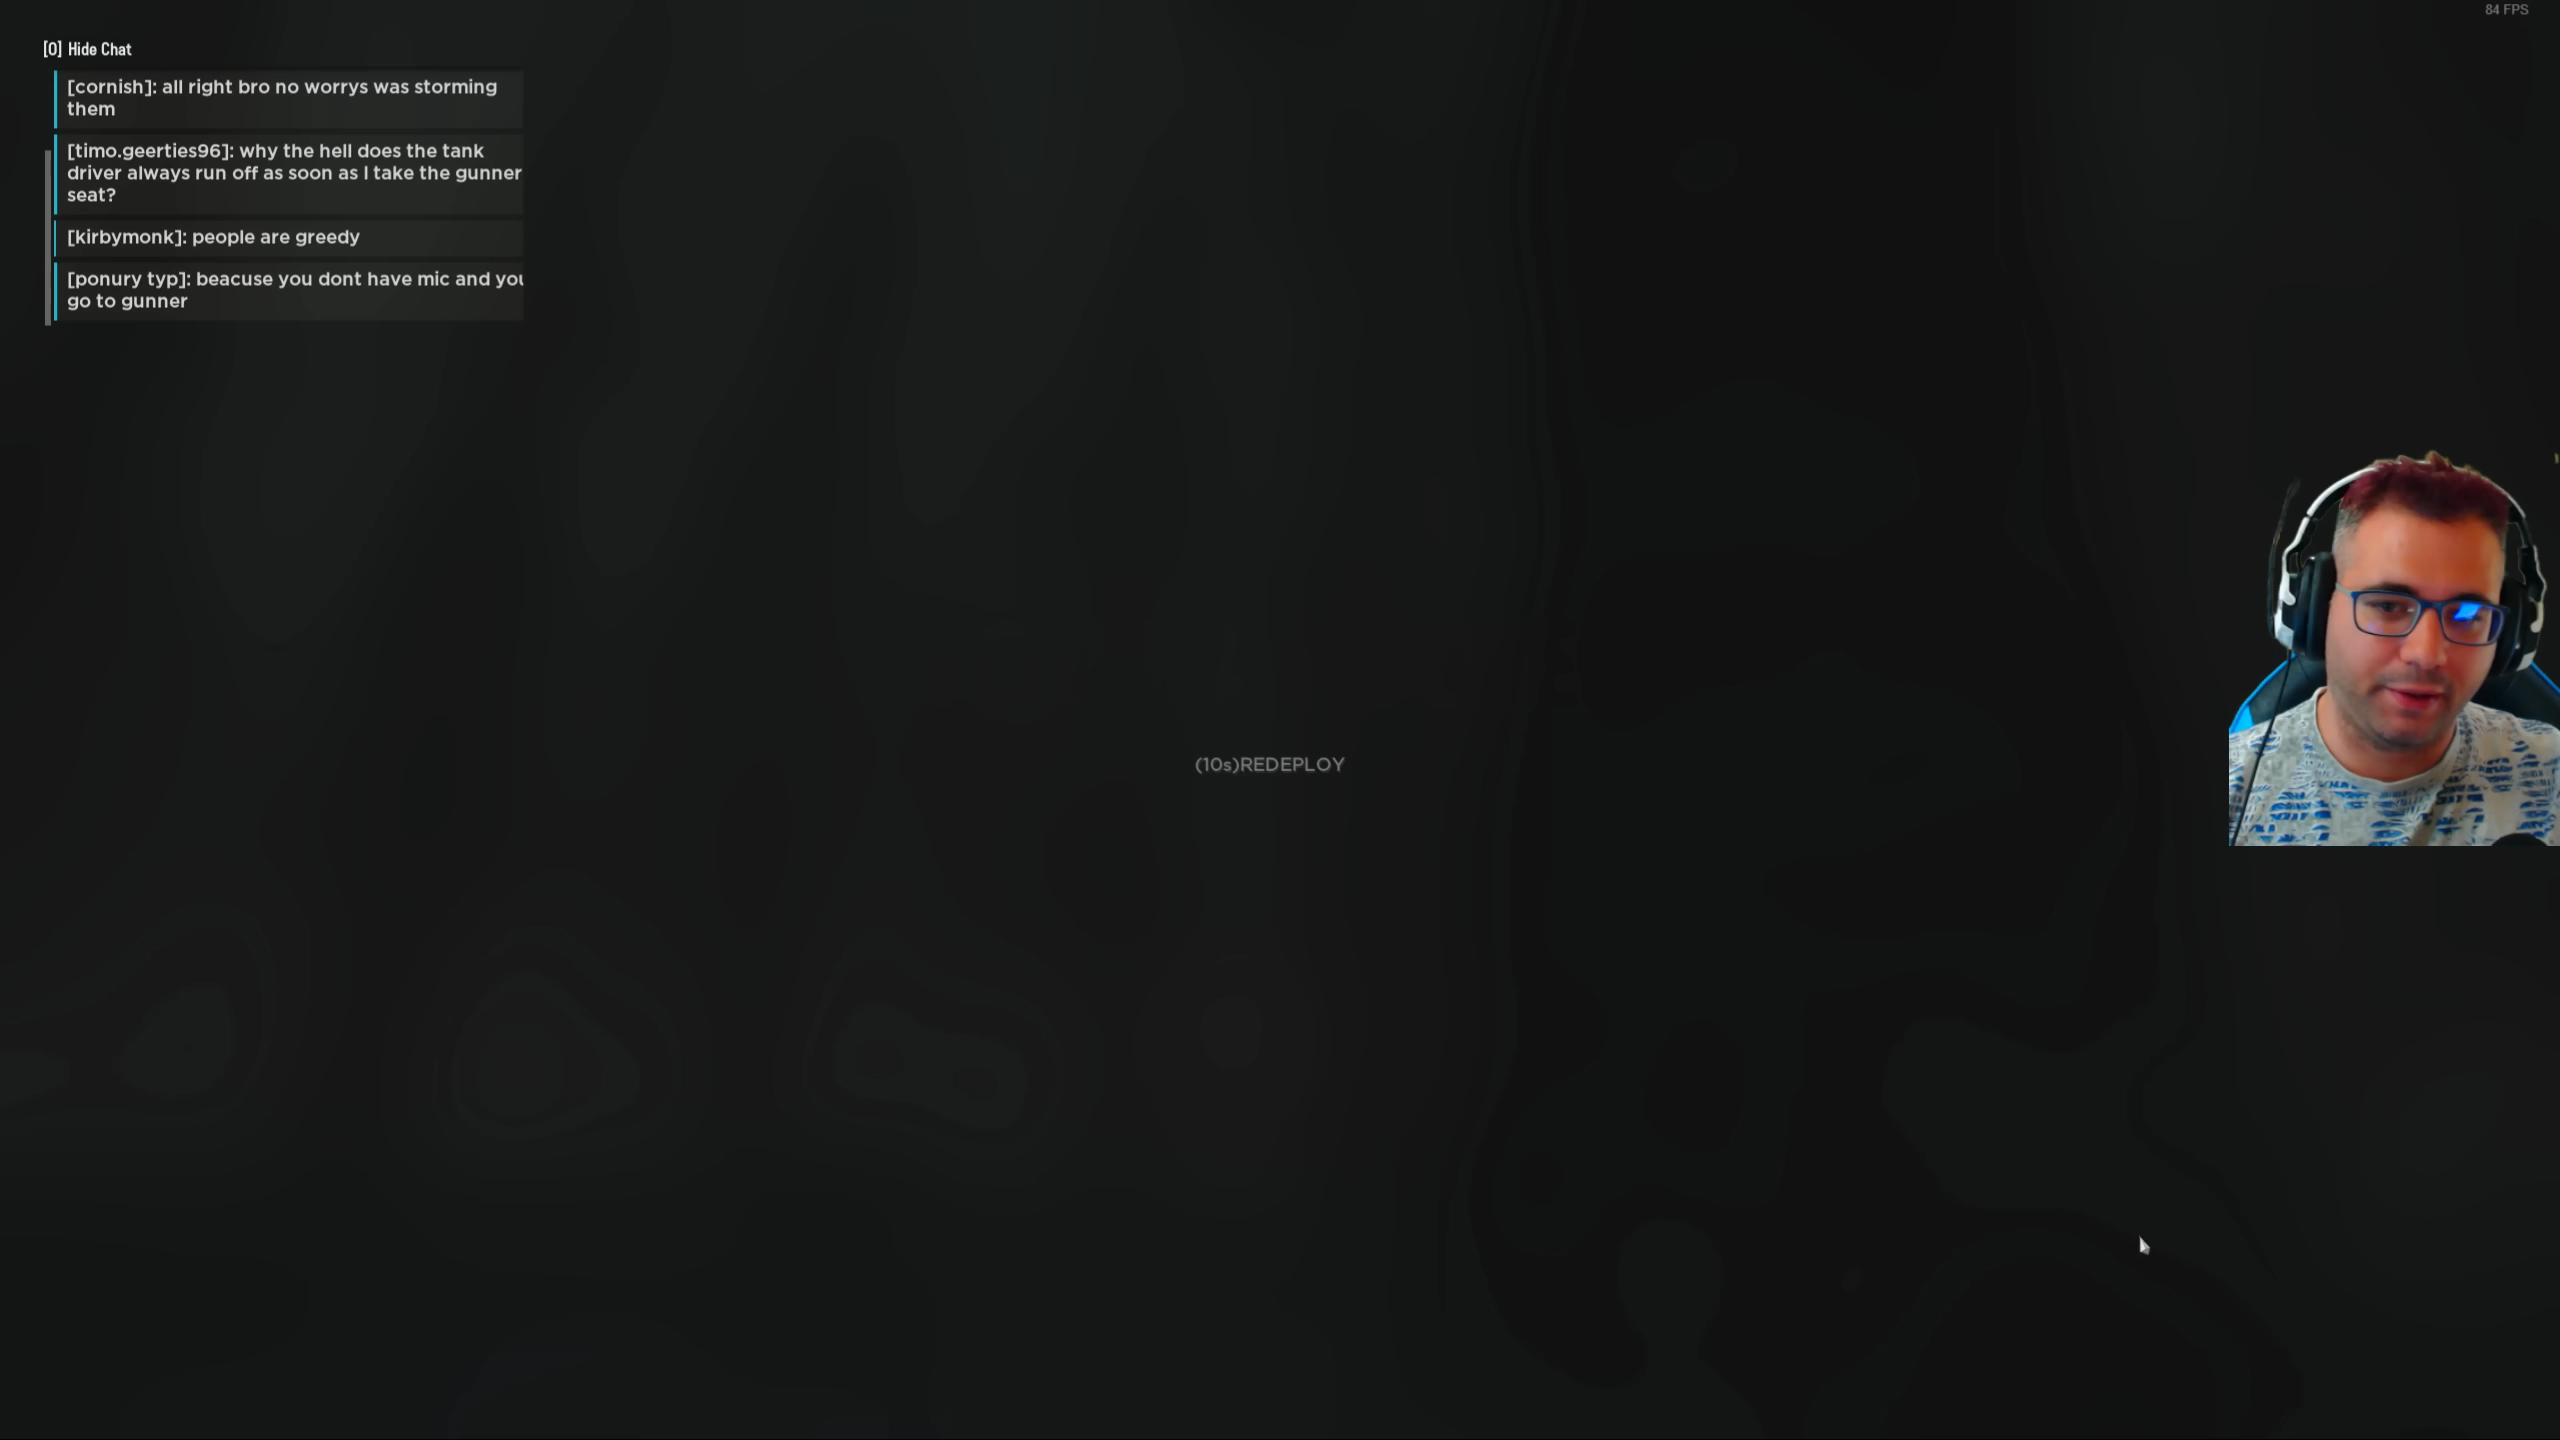 84 FPS
[O] Hide Chat
[cornish]: all right bro no worrys was storming
them
[timo.geerties96]: why the hell does the tank
driver always run off as soon as I take the gunner
seat?
[kirbymonk]: people are greedy
[ponury typ]: beacuse you dont have mic and you
go to gunner
(10s)REDEPLOY